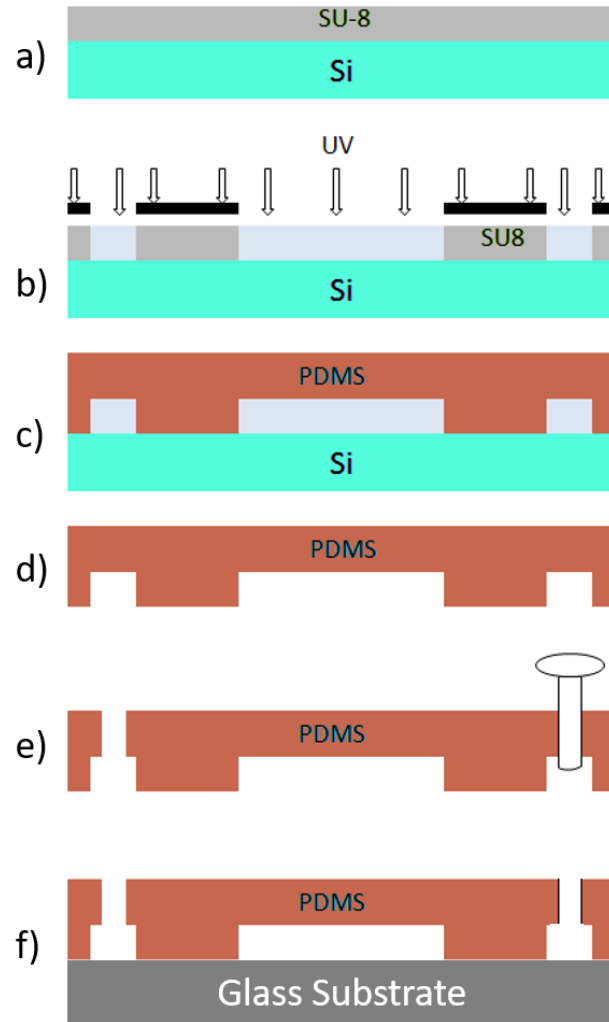 SU-8
a)
Si
UV
SU8
b)
Si
PDMS
c)
Si
PDMS
d)
PDMS
e)
PDMS
f)
Glass Substrate